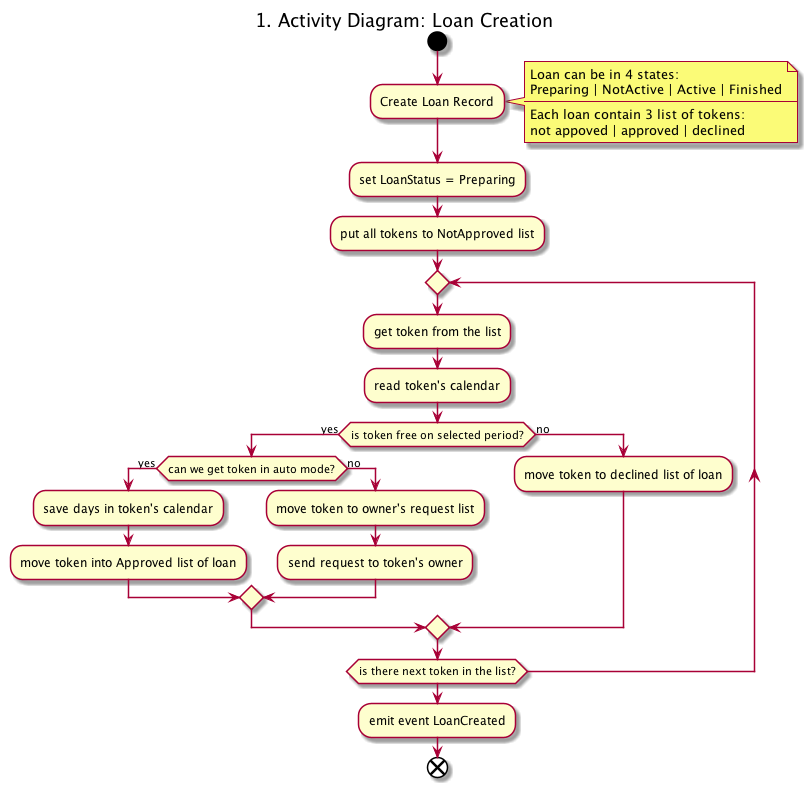 1. Activity Diagram: Loan Creation
Loan can be in 4 states:
Preparing | NotActive | Active | Finished
Each loan contain 3 list of tokens:
not appoved | approved | declined
Create Loan Record
set LoanStatus = Preparing
put all tokens to NotApproved list
get token from the list
read token's calendar
yes
is token free on selected period?
no
yes
can we get token in auto mode?
no
move token to declined list of loan
save days in token's calendar
move token to owner's request list
move token into Approved list of loan
send request to token's owner
is there next token in the list?
emit event LoanCreated